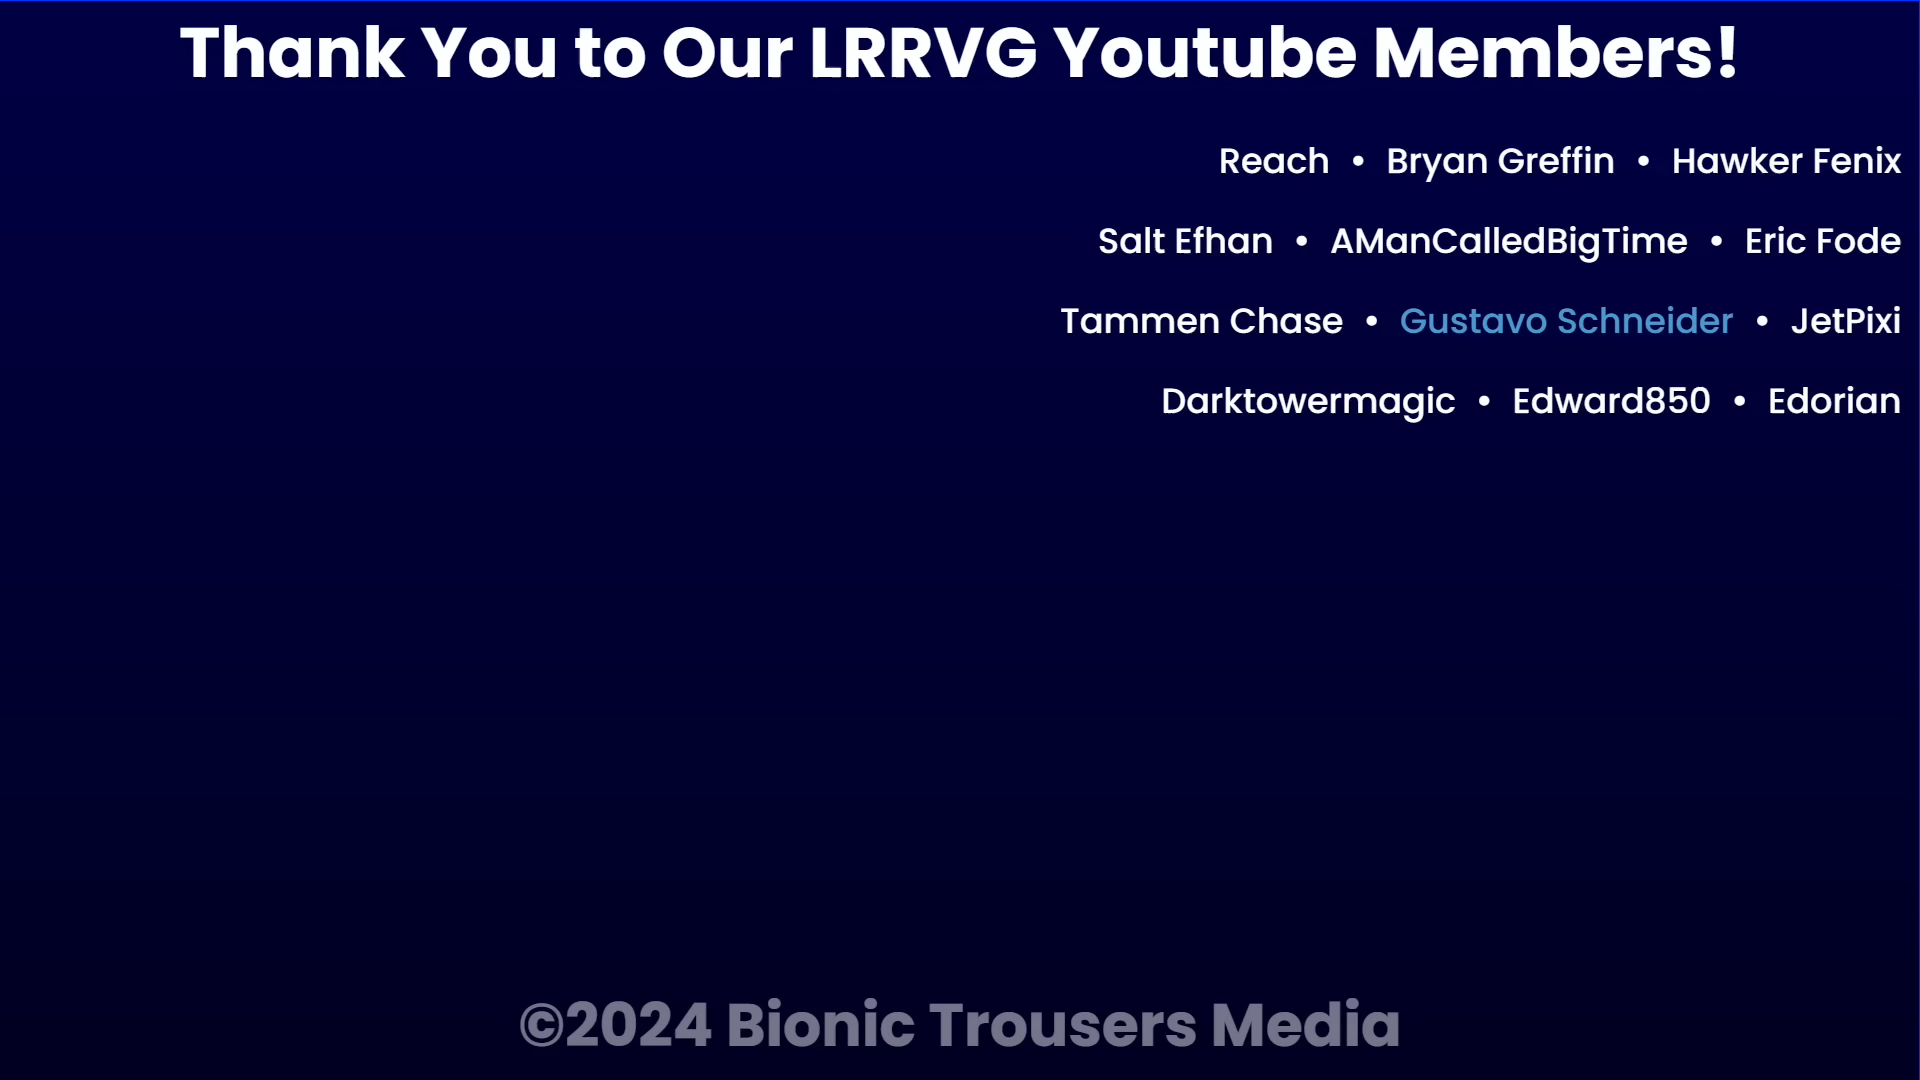 Thank You to Our LRRVG Youtube Members!
Reach • Bryan Greffin • Hawker Fenix
Salt Efhan • AManCalledBigTime • Eric Fode
Tammen Chase • Gustavo Schneider • JetPixi
Darktowermagic • Edward850 • Edorian
©2024 Bionic Trousers Media